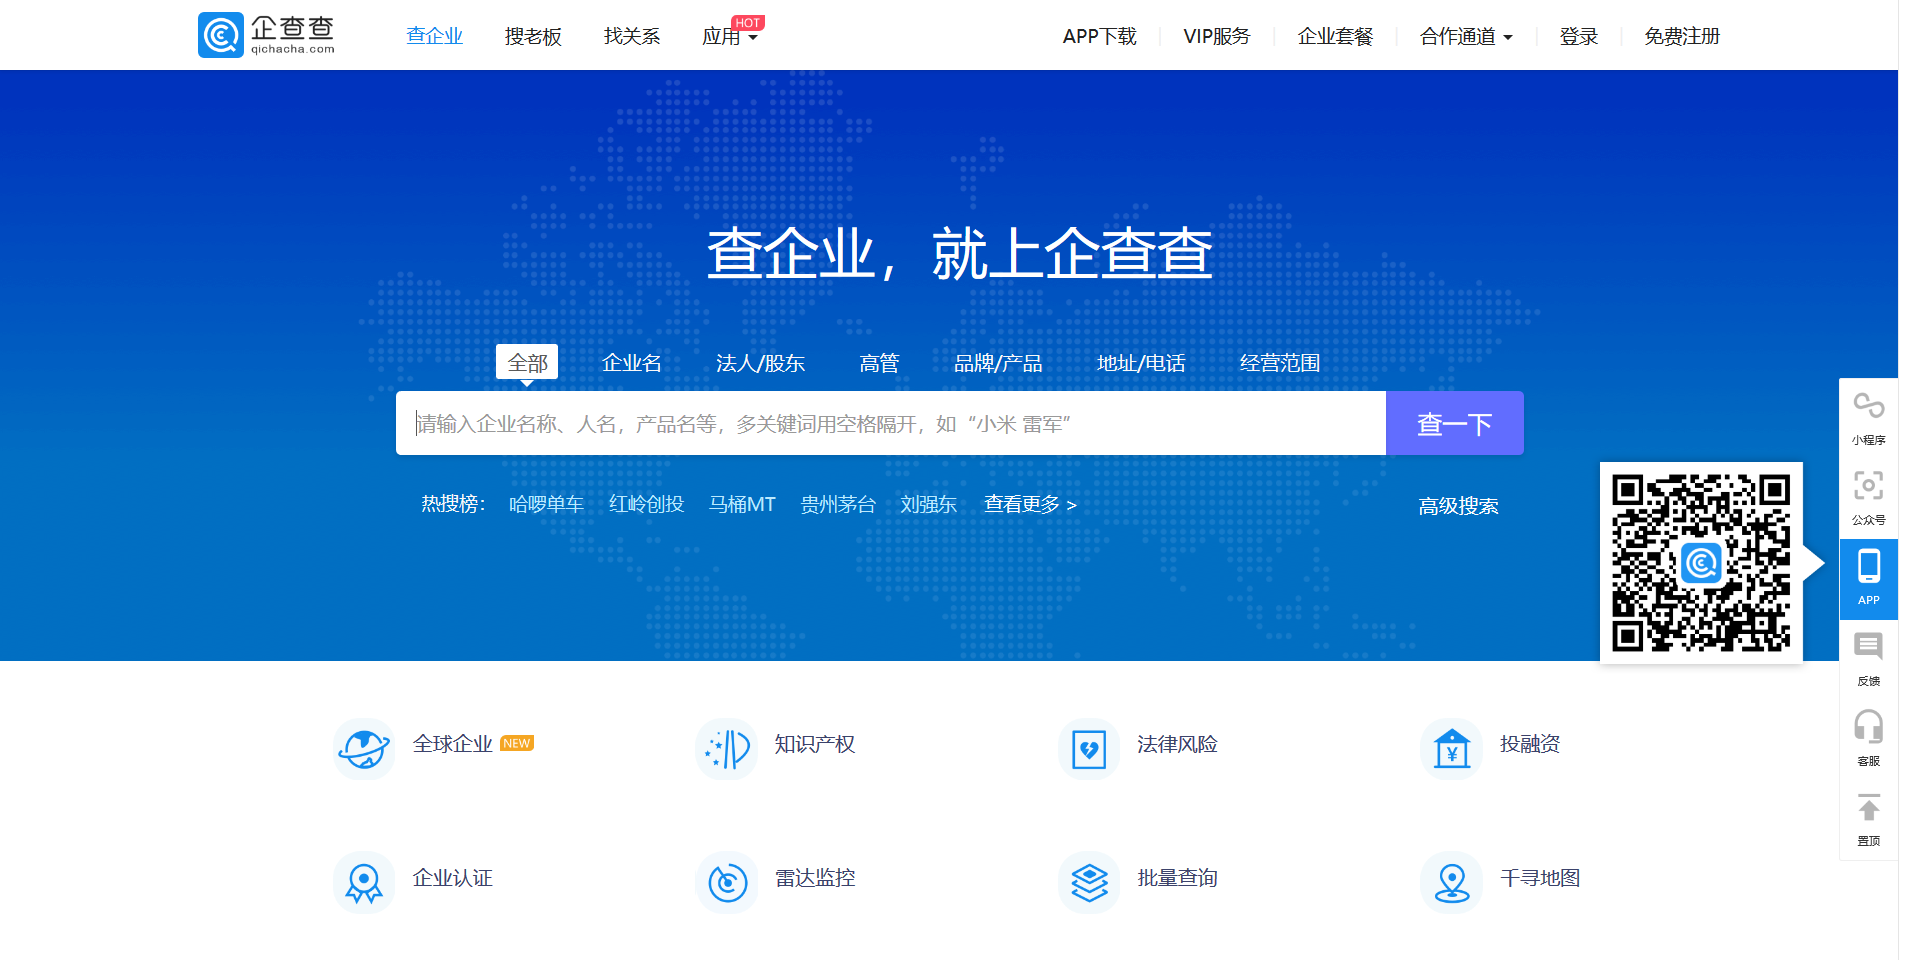 企查查
qichacha.com
查企业 搜老板 找关系 应用 HOT
APP下载 VIP服务 企业套餐 合作通道 登录 免费注册
查企业，就上企查查
全部 企业名 法人/股东 高管 品牌/产品 地址/电话 经营范围
请输入企业名称、人名，产品名等，多关键词用空格隔开，如“小米 雷军” 查一下
热搜榜： 哈啰单车 红岭创投 马桶MT 贵州茅台 刘强东 查看更多 > 高级搜索
小程序
公众号
APP
反馈
客服
置顶
全球企业 NEW 知识产权 法律风险 投融资
企业认证 雷达监控 批量查询 千寻地图